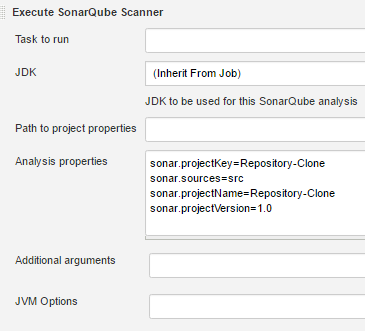 Execute SonarQube Scanner
Task to run
JDK
(Inherit From Job)
JDK to be used for this SonarQube analysis
Path to project properties
Analysis properties
sonar.projectKey=Repository-Clone
sonar.sources=src
sonar.projectName=Repository-Clone
sonar.projectVersion=1.0
Additional arguments
JVM Options